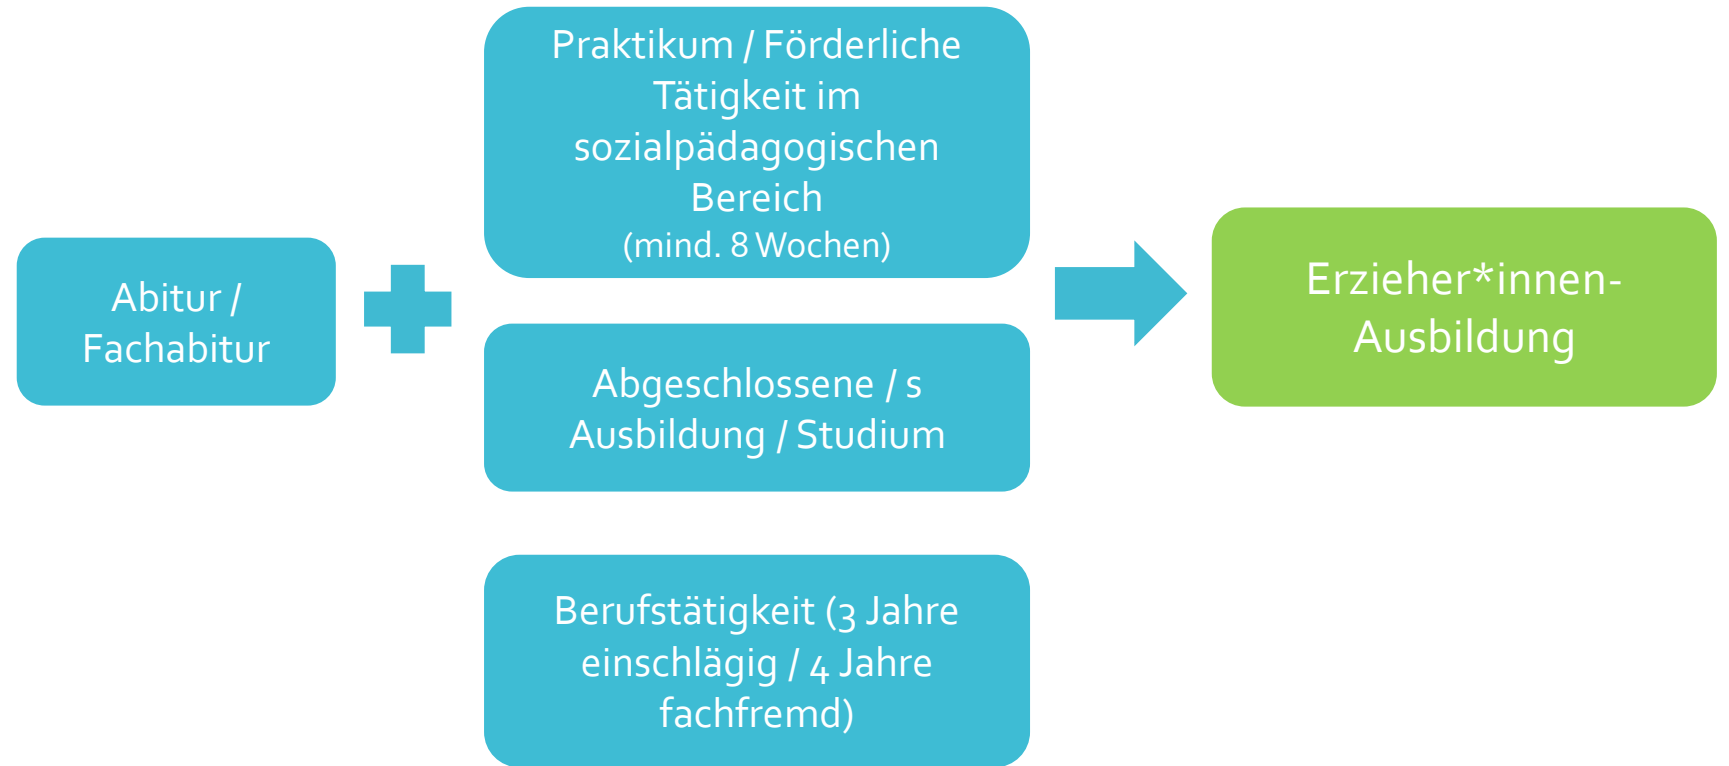 Praktikum / Förderliche
Tätigkeit im
sozialpädagogischen
Bereich
(mind. 8 Wochen)
Abitur /
Fachabitur
Abgeschlossene / s
Ausbildung / Studium
Berufstätigkeit (3 Jahre
einschlägig / 4 Jahre
fachfremd)
Erzieher*innen-
Ausbildung